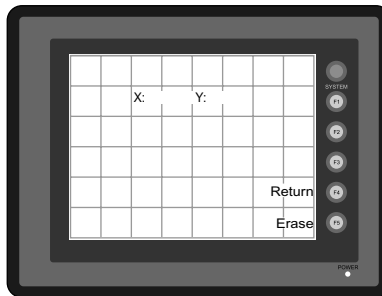 SYSTEM
X: Y:
F1
F2
F3
Return F4
Erase F5
POWER